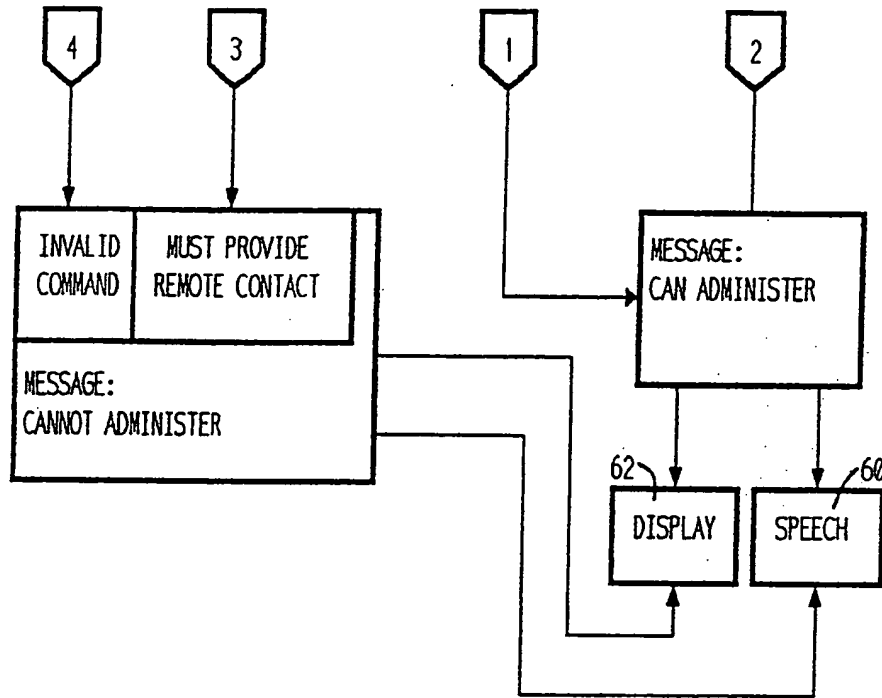 4
3
1
2
INVALID
COMMAND
MUST PROVIDE
REMOTE CONTACT
MESSAGE:
CANNOT ADMINISTER
MESSAGE:
CAN ADMINISTER
62
DISPLAY
60
SPEECH